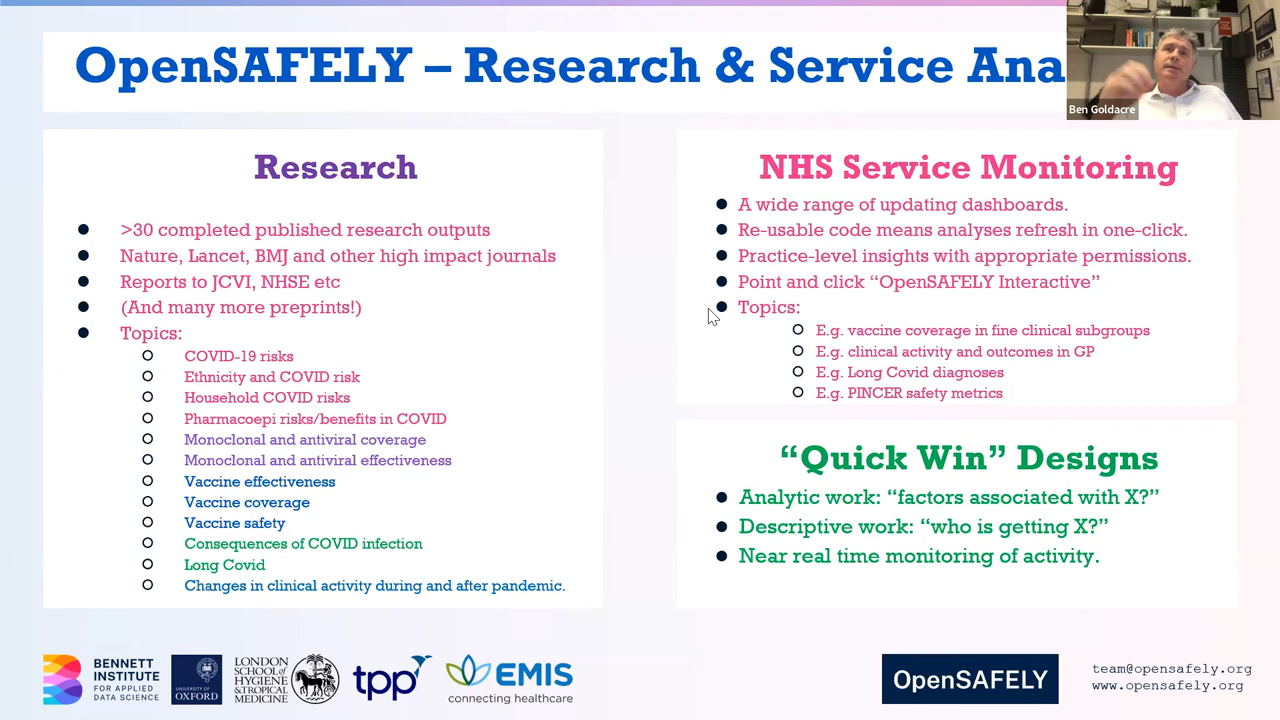 OpenSAFELY – Research & Service Ana
Ben Goldacre
Research
>30 completed published research outputs
Nature, Lancet, BMJ and other high impact journals
Reports to JCVI, NHSE etc
(And many more preprints!)
Topics:
COVID-19 risks
Ethnicity and COVID risk
Household COVID risks
Pharmacoepi risks/benefits in COVID
Monoclonal and antiviral coverage
Monoclonal and antiviral effectiveness
Vaccine effectiveness
Vaccine coverage
Vaccine safety
Consequences of COVID infection
Long Covid
Changes in clinical activity during and after pandemic.
NHS Service Monitoring
A wide range of updating dashboards.
Re-usable code means analyses refresh in one-click.
Practice-level insights with appropriate permissions.
Point and click “OpenSAFELY Interactive”
Topics:
E.g. vaccine coverage in fine clinical subgroups
E.g. clinical activity and outcomes in GP
E.g. Long Covid diagnoses
E.g. PINCER safety metrics
“Quick Win” Designs
Analytic work: “factors associated with X?”
Descriptive work: “who is getting X?”
Near real time monitoring of activity.
BENNETT
INSTITUTE
FOR APPLIED
DATA SCIENCE
UNIVERSITY OF
OXFORD
LONDON
SCHOOL of
HYGIENE
&TROPICAL
MEDICINE
tpp
EMIS
connecting healthcare
OpenSAFELY
team@opensafely.org
www.opensafely.org